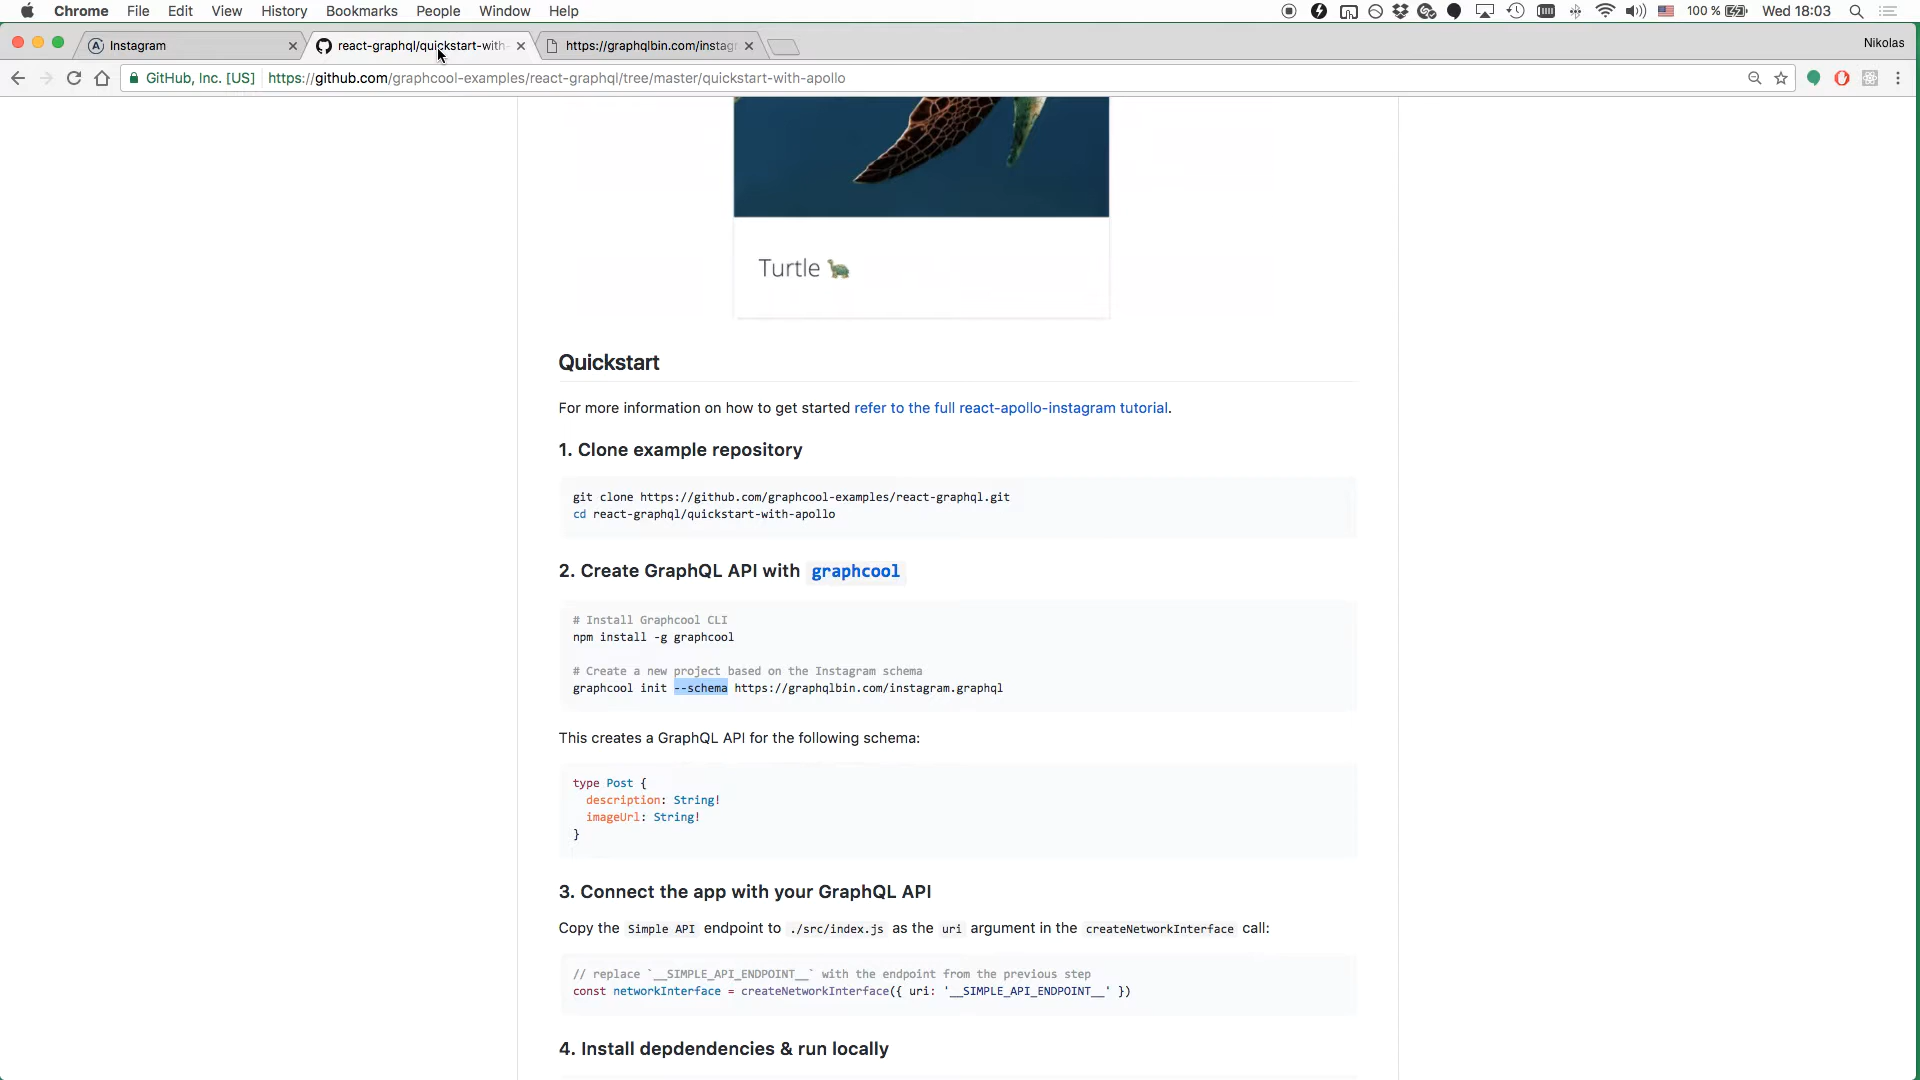 Chrome File Edit View History Bookmarks People Window Help 100 % Wed 18:03
Instagram react-graphql/quickstart-with- https://graphqlbin.com/instagr Nikolas
GitHub, Inc. [US] https://github.com/graphcool-examples/react-graphql/tree/master/quickstart-with-apollo
Turtle 🐢
Quickstart
For more information on how to get started refer to the full react-apollo-instagram tutorial.
1. Clone example repository
git clone https://github.com/graphcool-examples/react-graphql.git
cd react-graphql/quickstart-with-apollo
2. Create GraphQL API with graphcool
# Install Graphcool CLI
npm install -g graphcool
# Create a new project based on the Instagram schema
graphcool init --schema https://graphqlbin.com/instagram.graphql
This creates a GraphQL API for the following schema:
type Post {
description: String!
imageUrl: String!
}
3. Connect the app with your GraphQL API
Copy the Simple API endpoint to ./src/index.js as the uri argument in the createNetworkInterface call:
// replace `__SIMPLE_API_ENDPOINT__` with the endpoint from the previous step
const networkInterface = createNetworkInterface({ uri: '__SIMPLE_API_ENDPOINT__' })
4. Install depdendencies & run locally